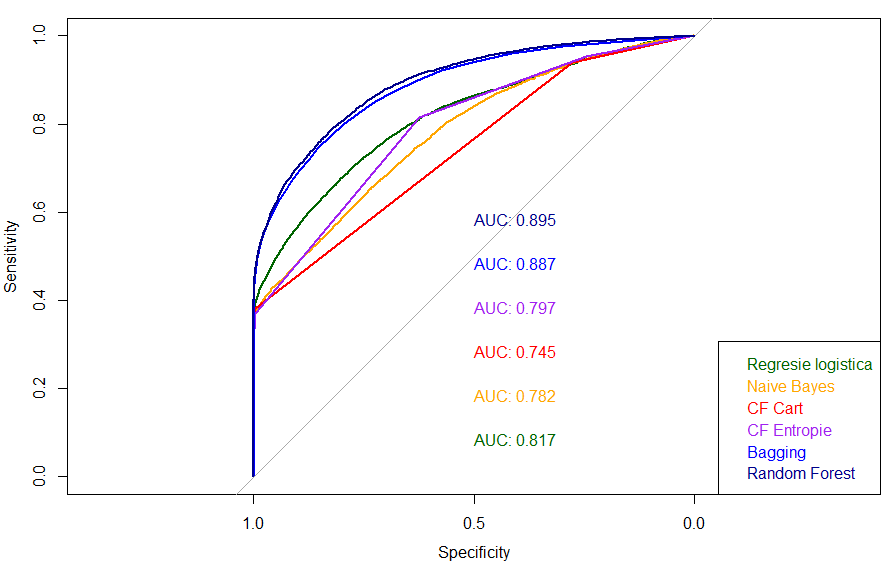 1.0
0.8
0.6
0.4
0.2
0.0
Sensitivity
AUC: 0.895
AUC: 0.887
AUC: 0.797
AUC: 0.745
AUC: 0.782
AUC: 0.817
Regresie logistica
Naive Bayes
CF Cart
CF Entropie
Bagging
Random Forest
1.0 0.5 0.0
Specificity